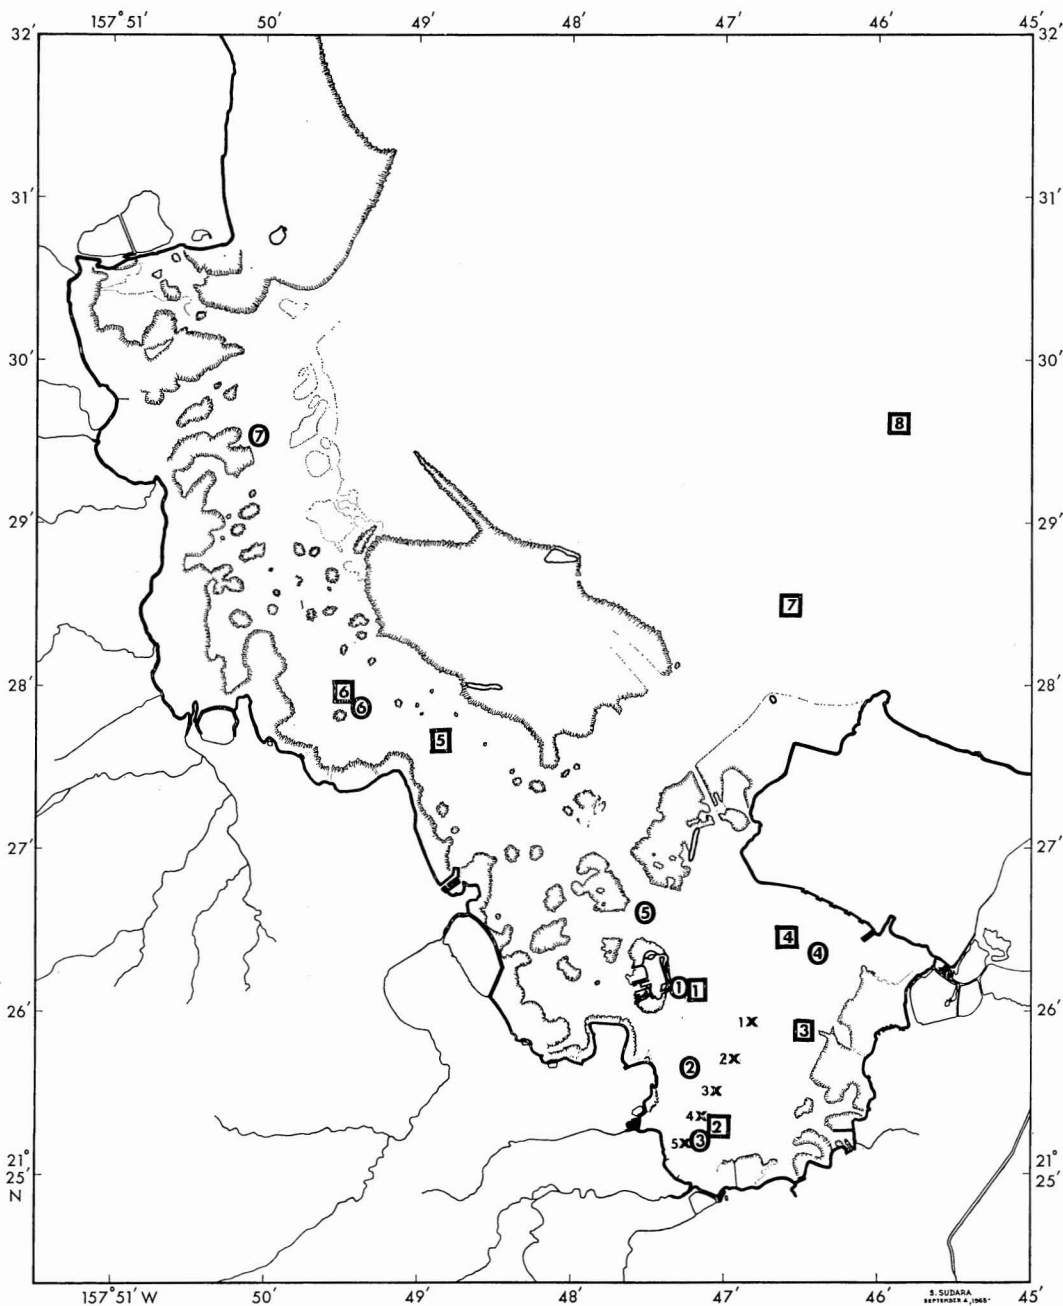 157°51′ 50′ 49′ 48′ 47′ 46′ 45′
32′ 32′
31′ 31′
30′ 30′
8
7
29′ 29′
7
28′ 28′
6
6
5
27′ 27′
5
4
4
1 1
26′ 26′
1x
3
2x
2
3x
4x 2
5x 3
21° 25′ N 21° 25′
157°51′ W 50′ 49′ 48′ 47′ 46′ 45′
S. SUDARA
SEPTEMBER 4, 1965